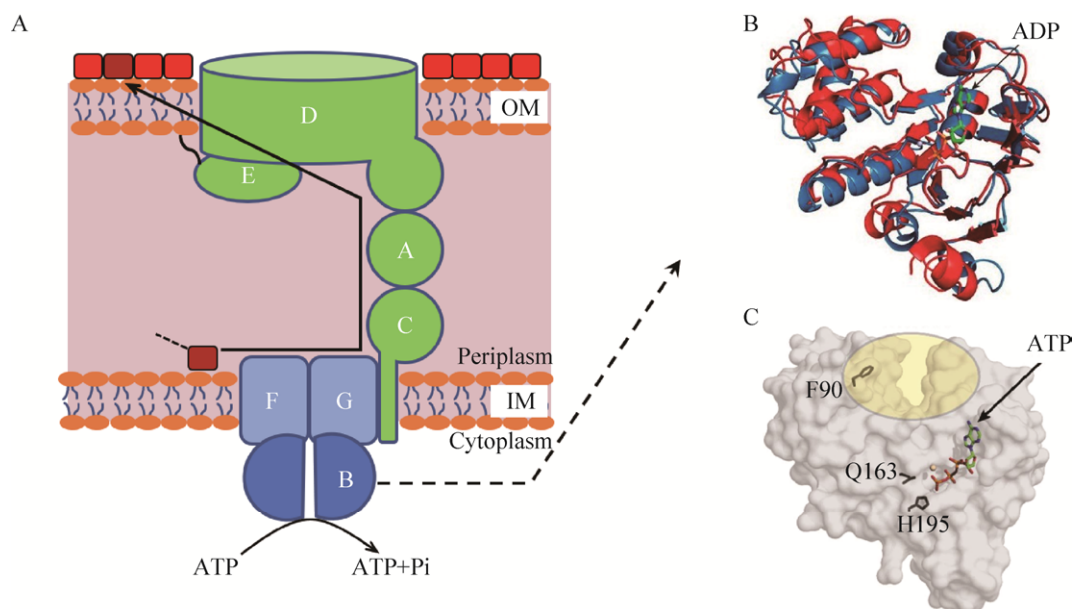 A
D
OM
E
A
C
Periplasm
F
G
IM
Cytoplasm
B
ATP
ATP+Pi
B
ADP
C
ATP
F90
Q163
H195